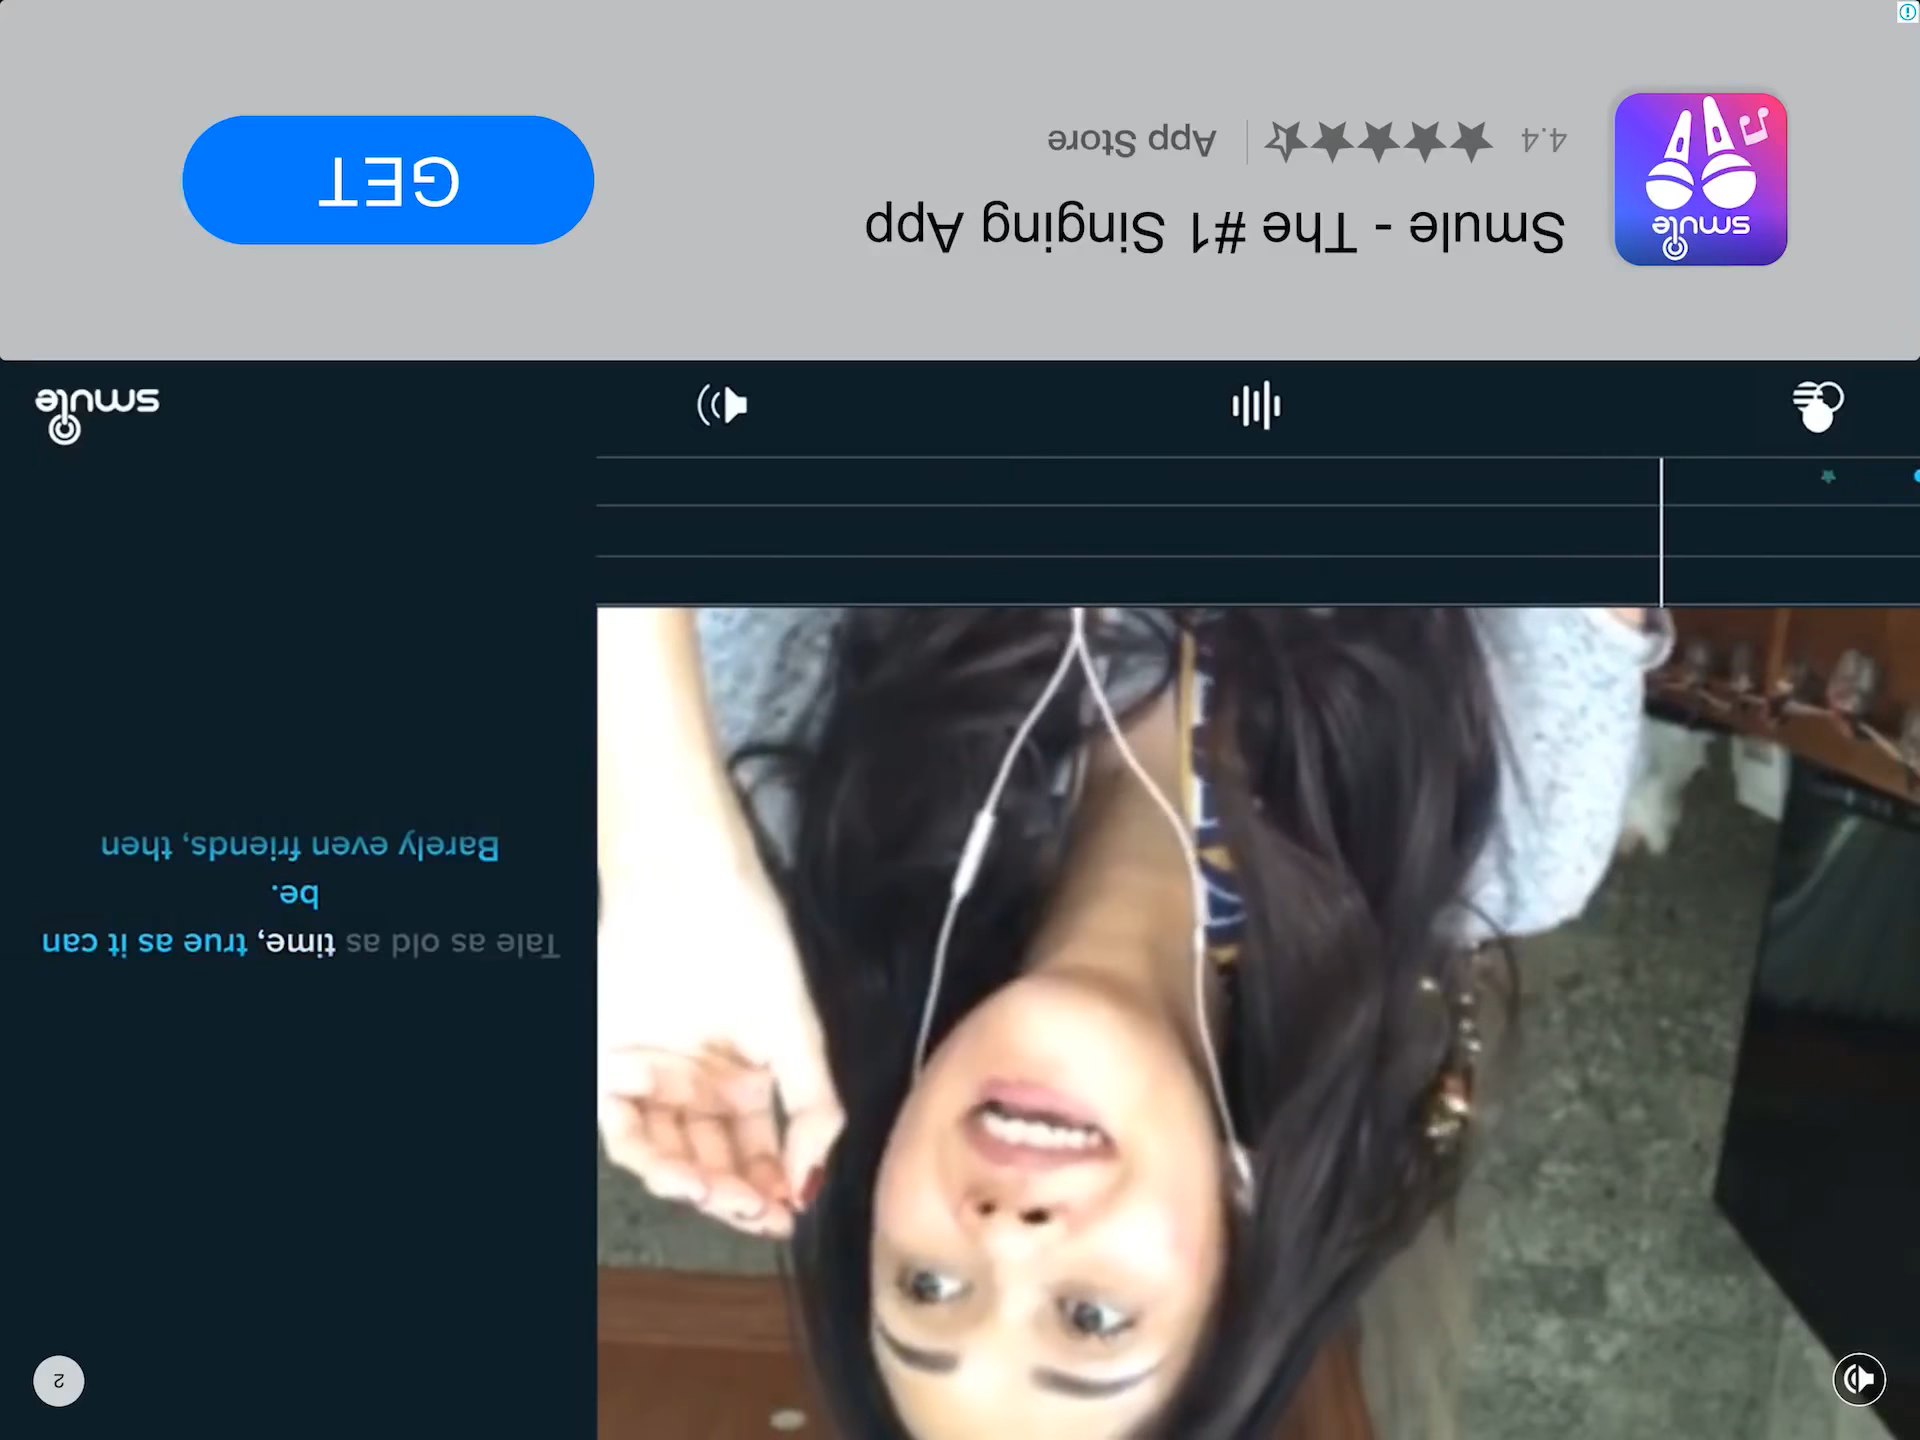 2
Tale as old as time, true as it can
be.
Barely even friends, then
smule
smule
Smule - The #1 Singing App
4.4 App Store
GET